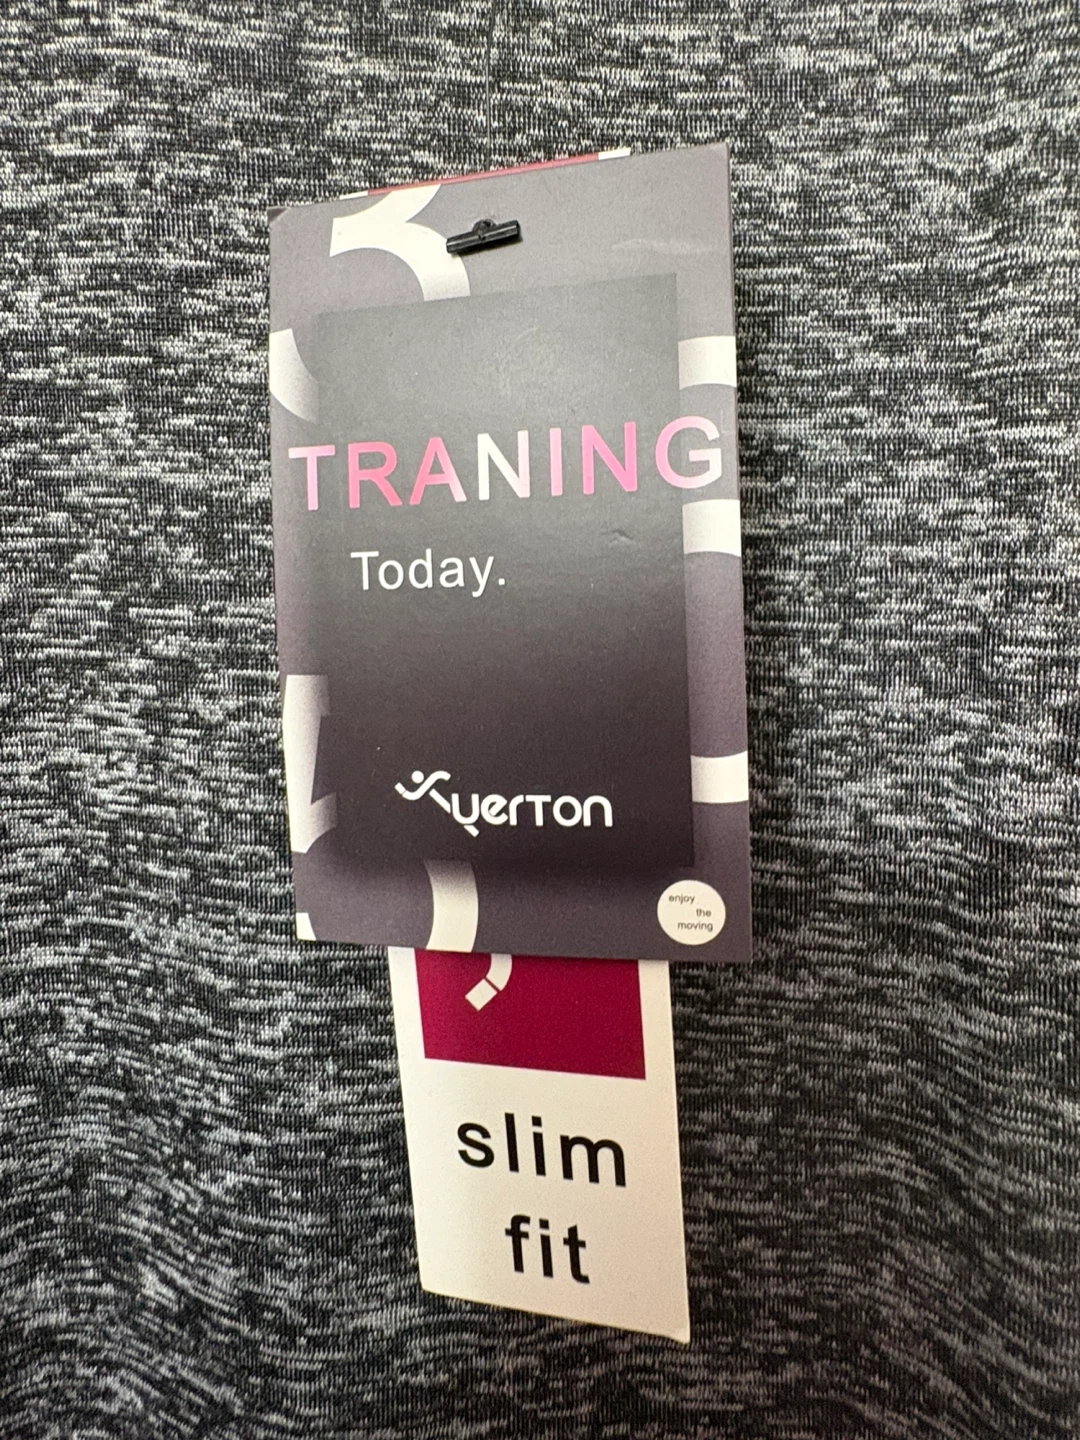 TRANING
Today.
yerton
enjoy
the
moving
slim
fit